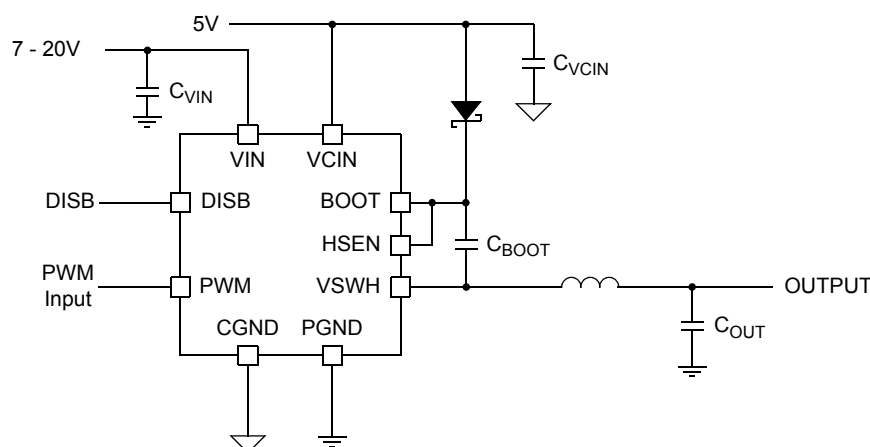 5V
7 - 20V
CVIN
CVCIN
VIN
VCIN
DISB
DISB
BOOT
HSEN
CBOOT
PWM
Input
PWM
VSWH
OUTPUT
CGND
PGND
COUT